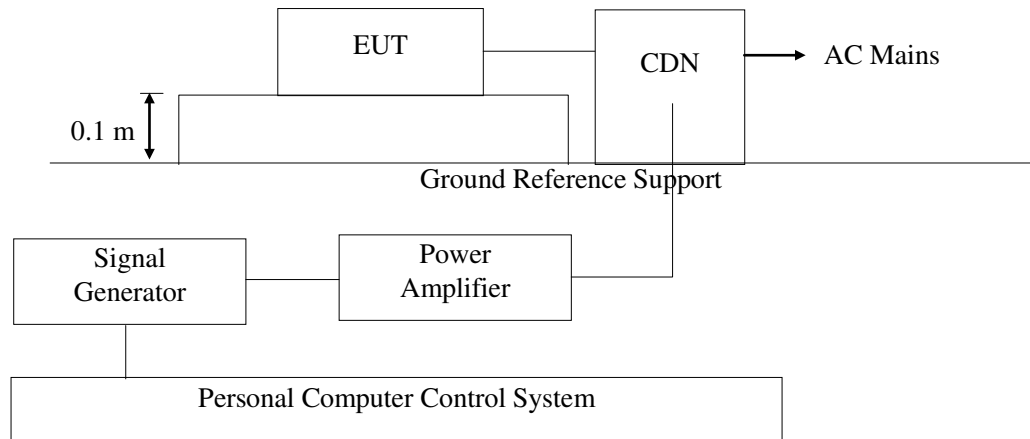 EUT
CDN
AC Mains
0.1 m
Ground Reference Support
Signal
Generator
Power
Amplifier
Personal Computer Control System